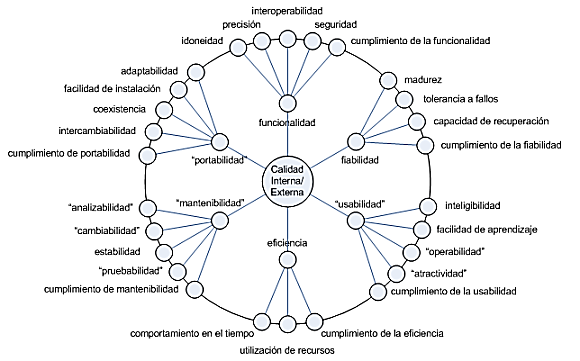 interoperabilidad
precisión
seguridad
idoneidad
cumplimiento de la funcionalidad
adaptabilidad
madurez
facilidad de instalación
tolerancia a fallos
coexistencia
funcionalidad
capacidad de recuperación
intercambiabilidad
cumplimiento de portabilidad
"portabilidad"
fiabilidad
cumplimiento de la fiabilidad
Calidad
Interna/
Externa
"analizabilidad"
"mantenibilidad"
"usabilidad"
inteligibilidad
"cambiabilidad"
facilidad de aprendizaje
estabilidad
eficiencia
"operabilidad"
"pruebabilidad"
"atractividad"
cumplimiento de mantenibilidad
cumplimiento de la usabilidad
comportamiento en el tiempo
cumplimiento de la eficiencia
utilización de recursos